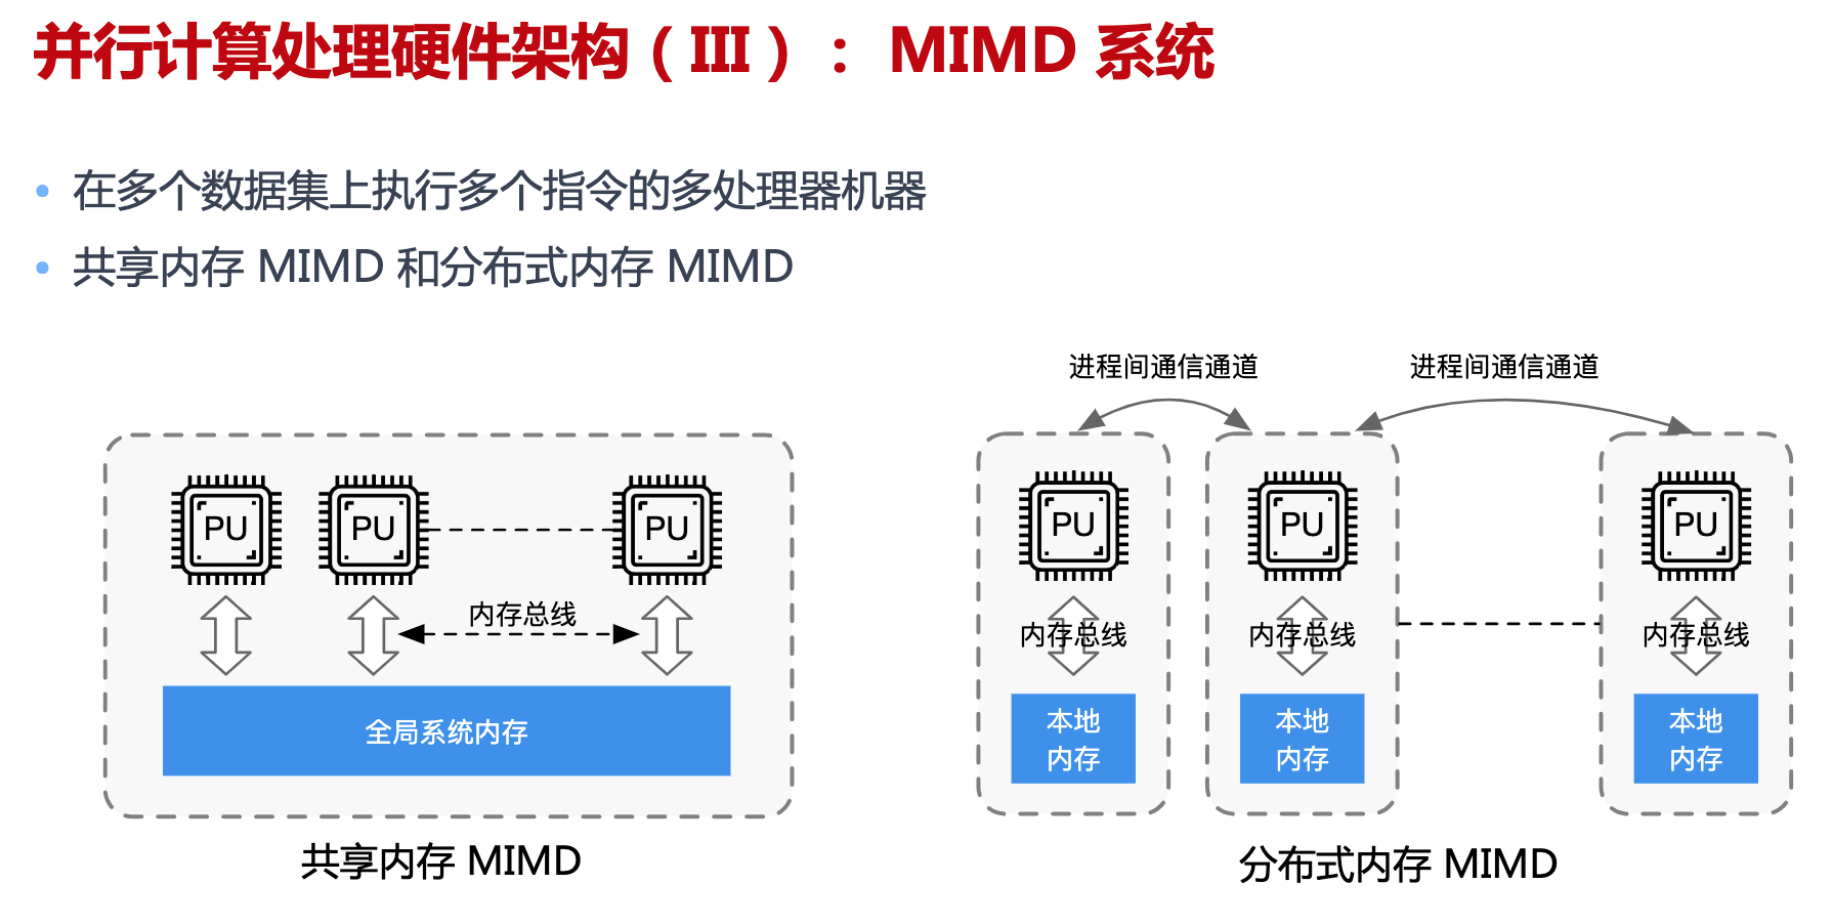 并行计算处理硬件架构（III）： MIMD 系统
• 在多个数据集上执行多个指令的多处理器机器
• 共享内存 MIMD 和分布式内存 MIMD
PU
PU
PU
内存总线
全局系统内存
共享内存 MIMD
进程间通信通道
进程间通信通道
PU
PU
PU
内存总线
内存总线
内存总线
本地
内存
本地
内存
本地
内存
分布式内存 MIMD